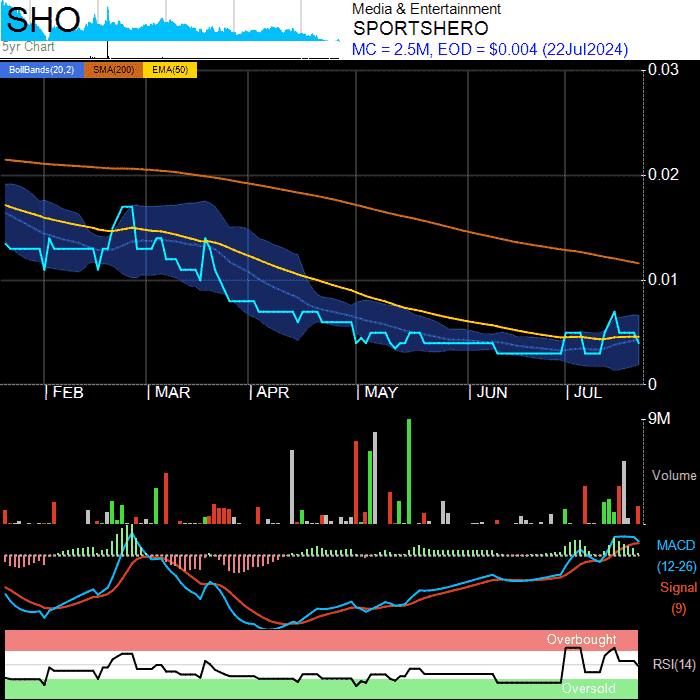 SHO
5yr Chart
Media & Entertainment
SPORTSHERO
MC = 2.5M, EOD = $0.004 (22Jul2024)
BollBands(20,2) SMA(200) EMA(50)
0.03
0.02
0.01
0
FEB MAR APR MAY JUN JUL
9M
Volume
MACD
(12-26)
Signal
(9)
Overbought
RSI(14)
Oversold